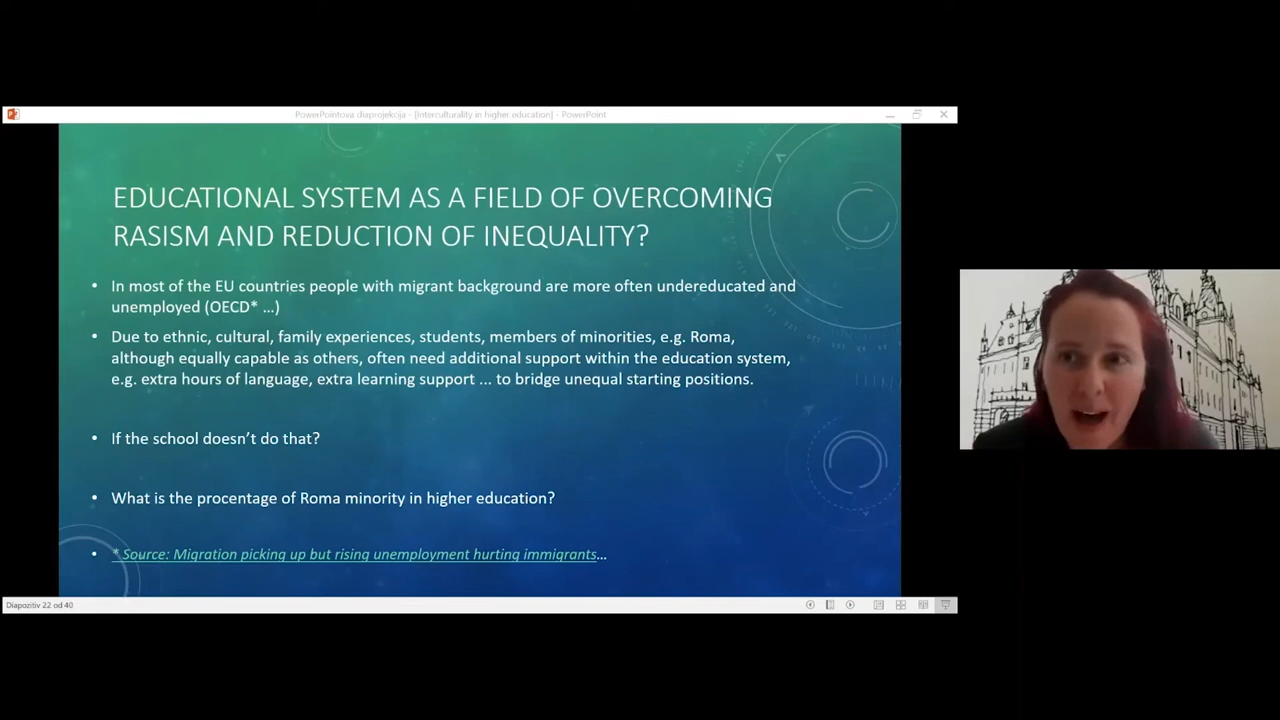 PowerPointova diaprojekcija - [Interculturality in higher education] - PowerPoint
EDUCATIONAL SYSTEM AS A FIELD OF OVERCOMING
RASISM AND REDUCTION OF INEQUALITY?
• In most of the EU countries people with migrant background are more often undereducated and
unemployed (OECD* ...)
• Due to ethnic, cultural, family experiences, students, members of minorities, e.g. Roma,
although equally capable as others, often need additional support within the education system,
e.g. extra hours of language, extra learning support ... to bridge unequal starting positions.
• If the school doesn't do that?
• What is the procentage of Roma minority in higher education?
• * Source: Migration picking up but rising unemployment hurting immigrants...
Diapozitiv 22 od 40